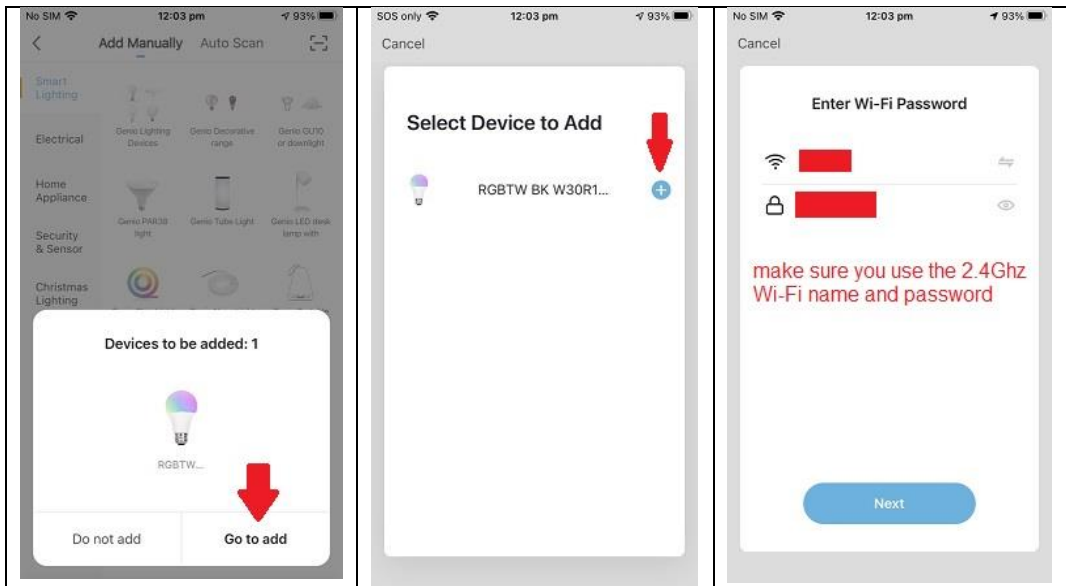 No SIM 12:03 pm 93%
Add Manually Auto Scan
Smart
Lighting
Electrical
Home
Appliance
Security
& Sensor
Christmas
Lighting
Genio Lighting
Devices
Genio Decorative
range
Genio GU10
or downlight
Genio PAR38
light
Genio Tube Light
Genio LED desk
lamp with
Devices to be added: 1
RGBTW...
Do not add Go to add
SOS only 12:03 pm 93%
Cancel
Select Device to Add
RGBTW BK W30R1...
No SIM 12:03 pm 93%
Cancel
Enter Wi-Fi Password
make sure you use the 2.4Ghz
Wi-Fi name and password
Next